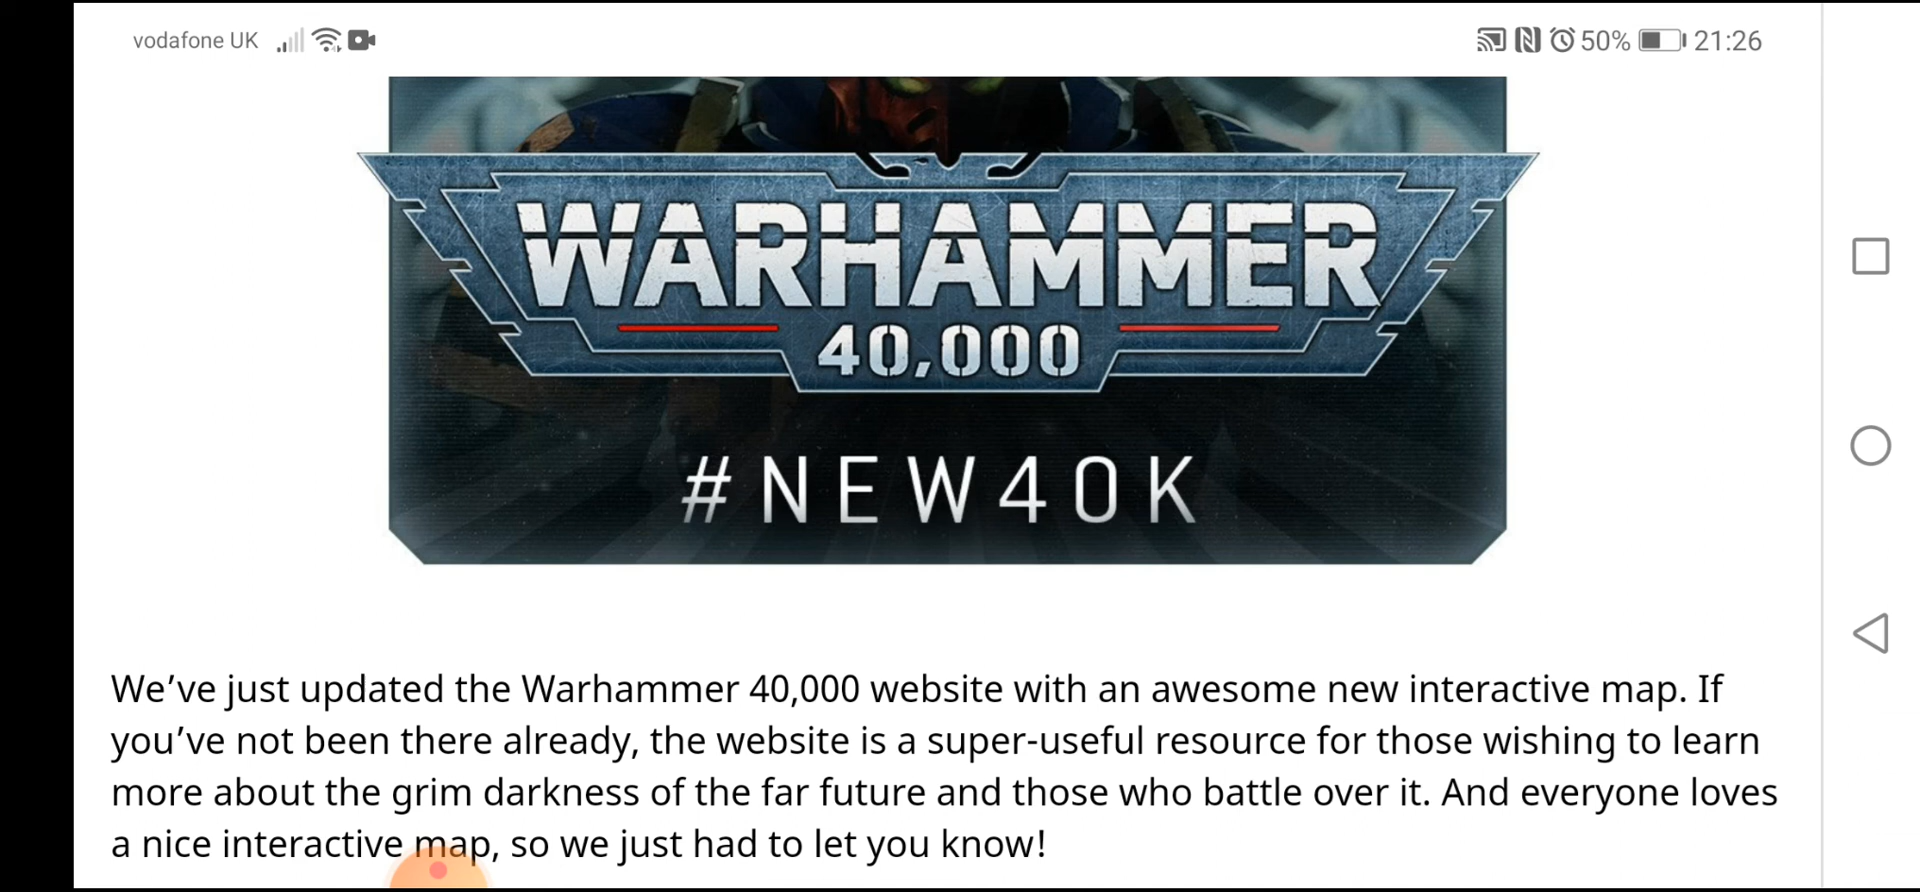 vodafone UK 50% 21:26
WARHAMMER
40,000
#NEW40K
We’ve just updated the Warhammer 40,000 website with an awesome new interactive map. If
you’ve not been there already, the website is a super-useful resource for those wishing to learn
more about the grim darkness of the far future and those who battle over it. And everyone loves
a nice interactive map, so we just had to let you know!